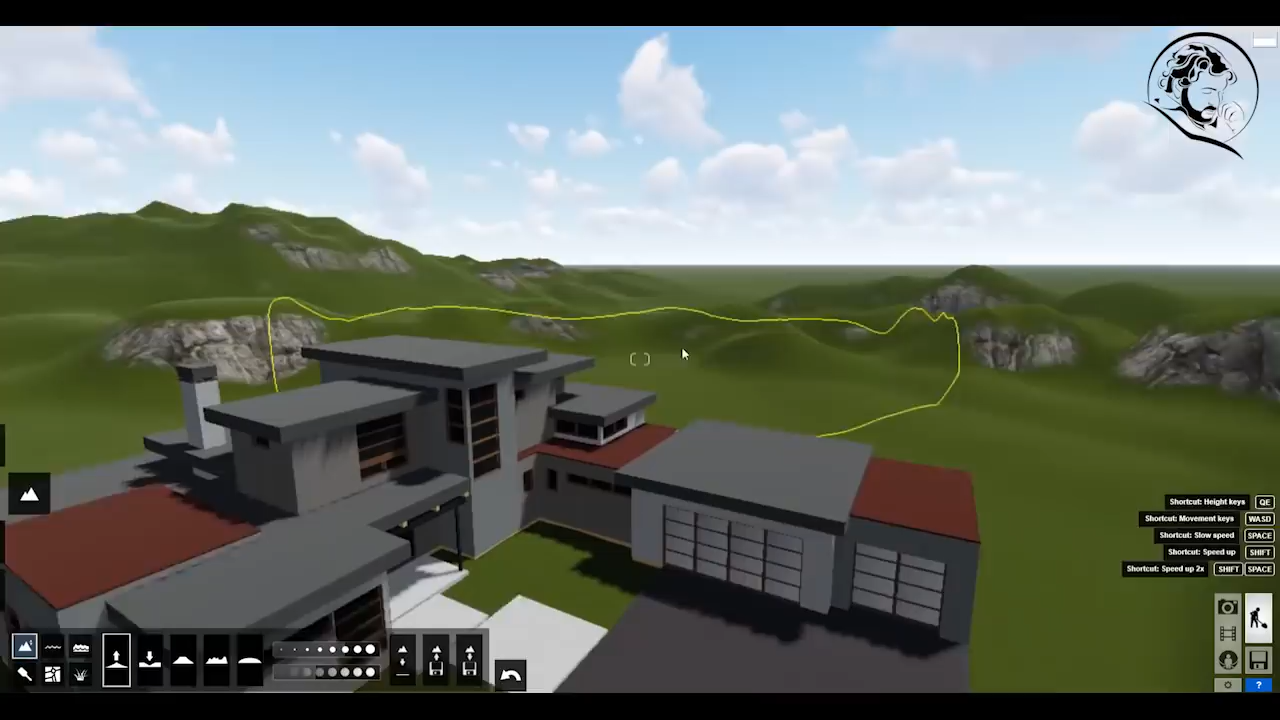 Shortcut: Height keys QE
Shortcut: Movement keys WASD
Shortcut: Slow speed SPACE
Shortcut: Speed up SHIFT
Shortcut: Speed up 2x SHIFT SPACE
?